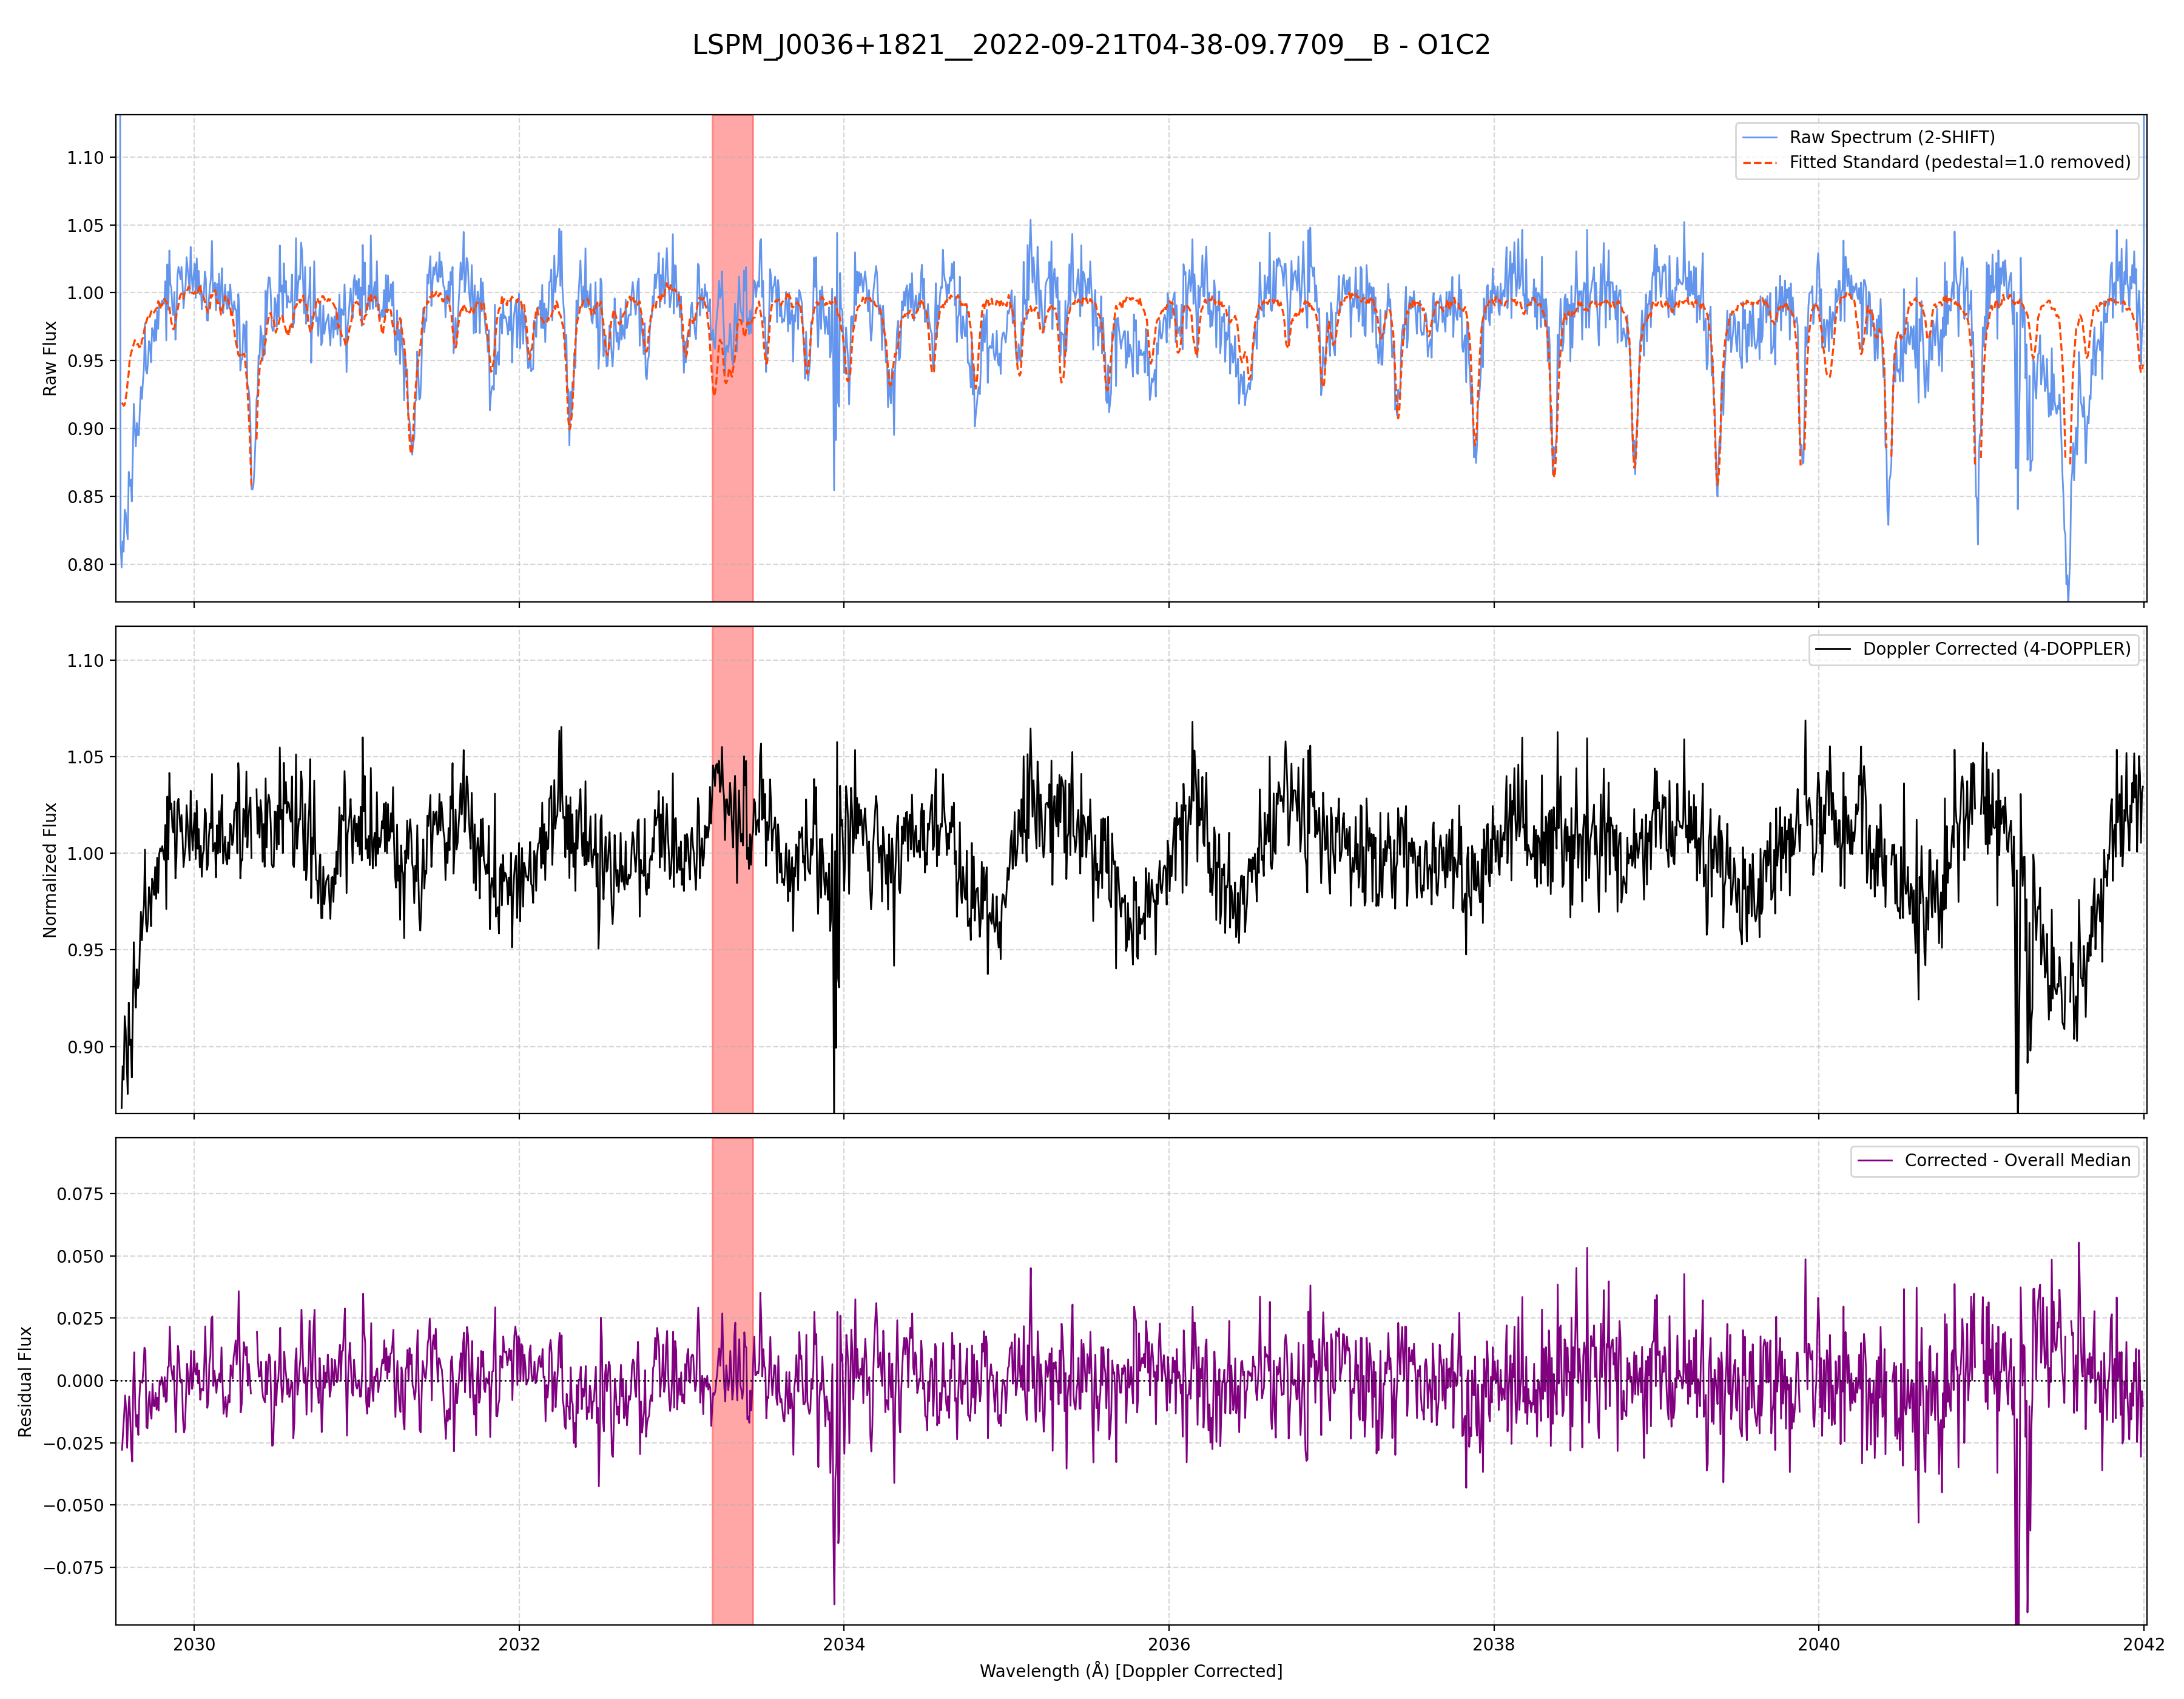 LSPM_J0036+1821__2022-09-21T04-38-09.7709__B - O1C2
Raw Flux
1.10
1.05
1.00
0.95
0.90
0.85
0.80
Raw Spectrum (2-SHIFT)
Fitted Standard (pedestal=1.0 removed)
Normalized Flux
1.10
1.05
1.00
0.95
0.90
Doppler Corrected (4-DOPPLER)
Residual Flux
0.075
0.050
0.025
0.000
−0.025
−0.050
−0.075
Corrected - Overall Median
2030 2032 2034 2036 2038 2040 2042
Wavelength (Å) [Doppler Corrected]